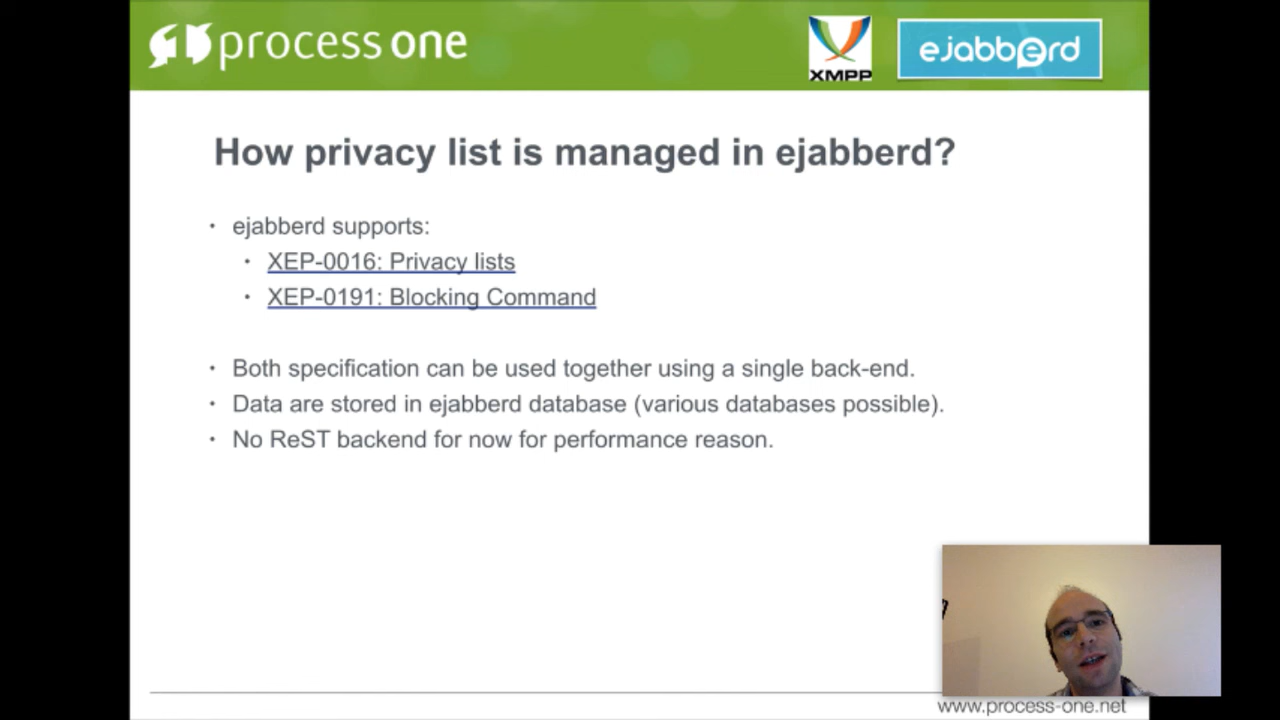 process one
XMPP
ejabberd
How privacy list is managed in ejabberd?
• ejabberd supports:
• XEP-0016: Privacy lists
• XEP-0191: Blocking Command
• Both specification can be used together using a single back-end.
• Data are stored in ejabberd database (various databases possible).
• No ReST backend for now for performance reason.
www.process-one.net